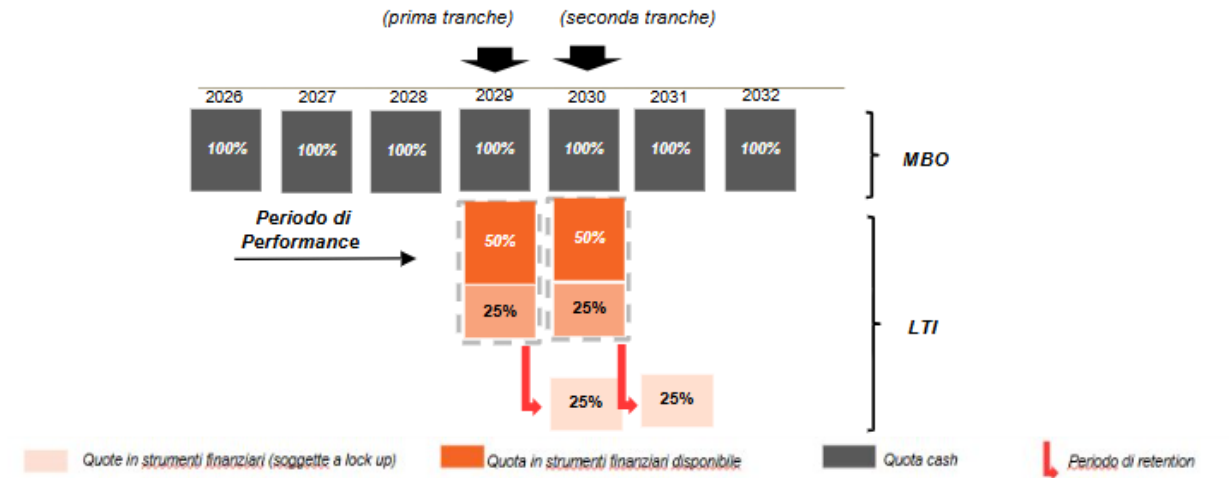 (prima tranche) (seconda tranche)
2026 2027 2028 2029 2030 2031 2032
100% 100% 100% 100% 100% 100% 100%
MBO
Periodo di
Performance
50% 50%
25% 25%
LTI
25% 25%
Quote in strumenti finanziari (soggette a lock up) Quota in strumenti finanziari disponibile Quota cash Periodo di retention